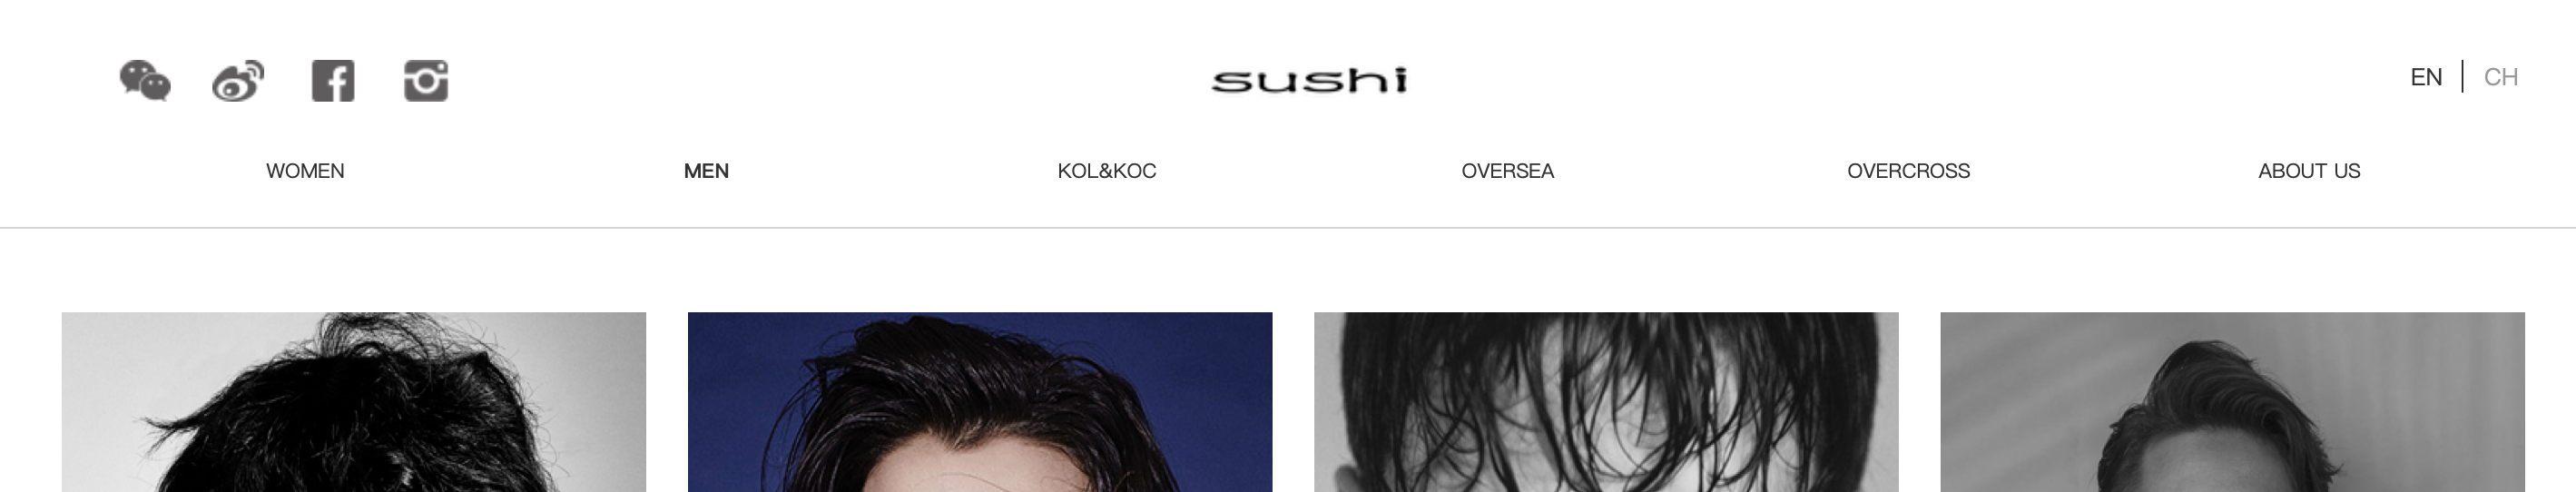 sushi
EN | CH
WOMEN MEN KOL&KOC OVERSEA OVERCROSS ABOUT US